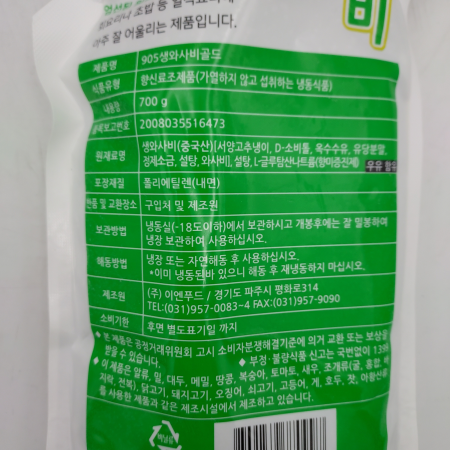 비
아주 잘 어울리는 제품입니다.
제품명 905생와사비골드
식품유형 향신료조제품(가열하지 않고 섭취하는 냉동식품)
내용량 700 g
품목보고번호 2008035516473
원재료명 생와사비(중국산)[서양고추냉이, D-소비톨, 옥수수유, 유당분말,
정제소금, 설탕, 와사비], 설탕, L-글루탐산나트륨(향미증진제) 우유 함유
포장재질 폴리에틸렌(내면)
반품 및 교환장소 구입처 및 제조원
보관방법 냉동실(-18도이하)에서 보관하시고 개봉후에는 잘 밀봉하여
냉장 보관하여 사용하십시오.
해동방법 냉장 또는 자연해동 후 사용하십시오.
*이미 냉동된바 있으니 해동 후 재냉동하지 마십시오.
제조원 (주) 이엔푸드 / 경기도 파주시 평화로314
TEL:(031)957-0083~4 FAX:(031)957-9090
소비기한 후면 별도표기일 까지
◆ 본 제품은 공정거래위원회 고시 소비자분쟁해결기준에 의거 교환 또는 보상을
받을 수 있습니다. ◆ 부정·불량식품 신고는 국번없이 1399
◆ 이 제품은 알류, 밀, 대두, 메밀, 땅콩, 복숭아, 토마토, 새우, 조개류(굴, 홍합, 바
지락, 전복), 닭고기, 돼지고기, 오징어, 쇠고기, 고등어, 게, 호두, 잣, 아황산류
를 사용한 제품과 같은 제조시설에서 제조하고 있습니다.
비닐류